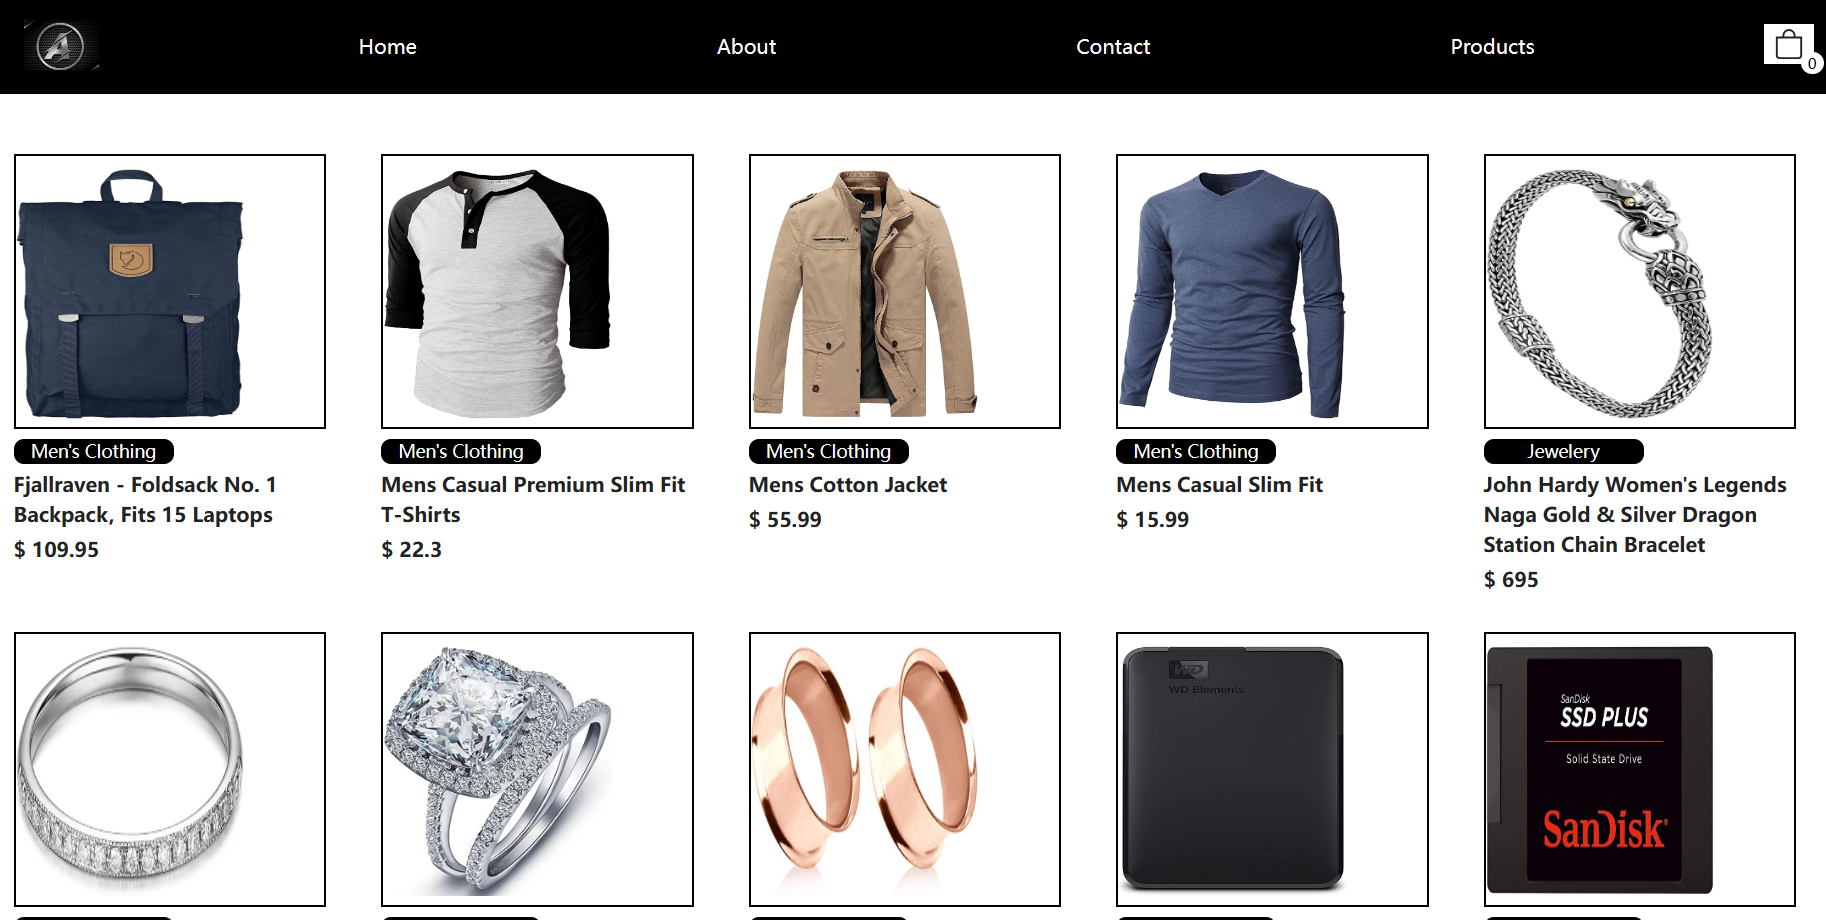 Home
About
Contact
Products
0
Men's Clothing
Fjallraven - Foldsack No. 1
Backpack, Fits 15 Laptops
$ 109.95
Men's Clothing
Mens Casual Premium Slim Fit
T-Shirts
$ 22.3
Men's Clothing
Mens Cotton Jacket
$ 55.99
Men's Clothing
Mens Casual Slim Fit
$ 15.99
Jewelery
John Hardy Women's Legends
Naga Gold & Silver Dragon
Station Chain Bracelet
$ 695
WD
WD Elements
SanDisk
SSD PLUS
Solid State Drive
SanDisk®